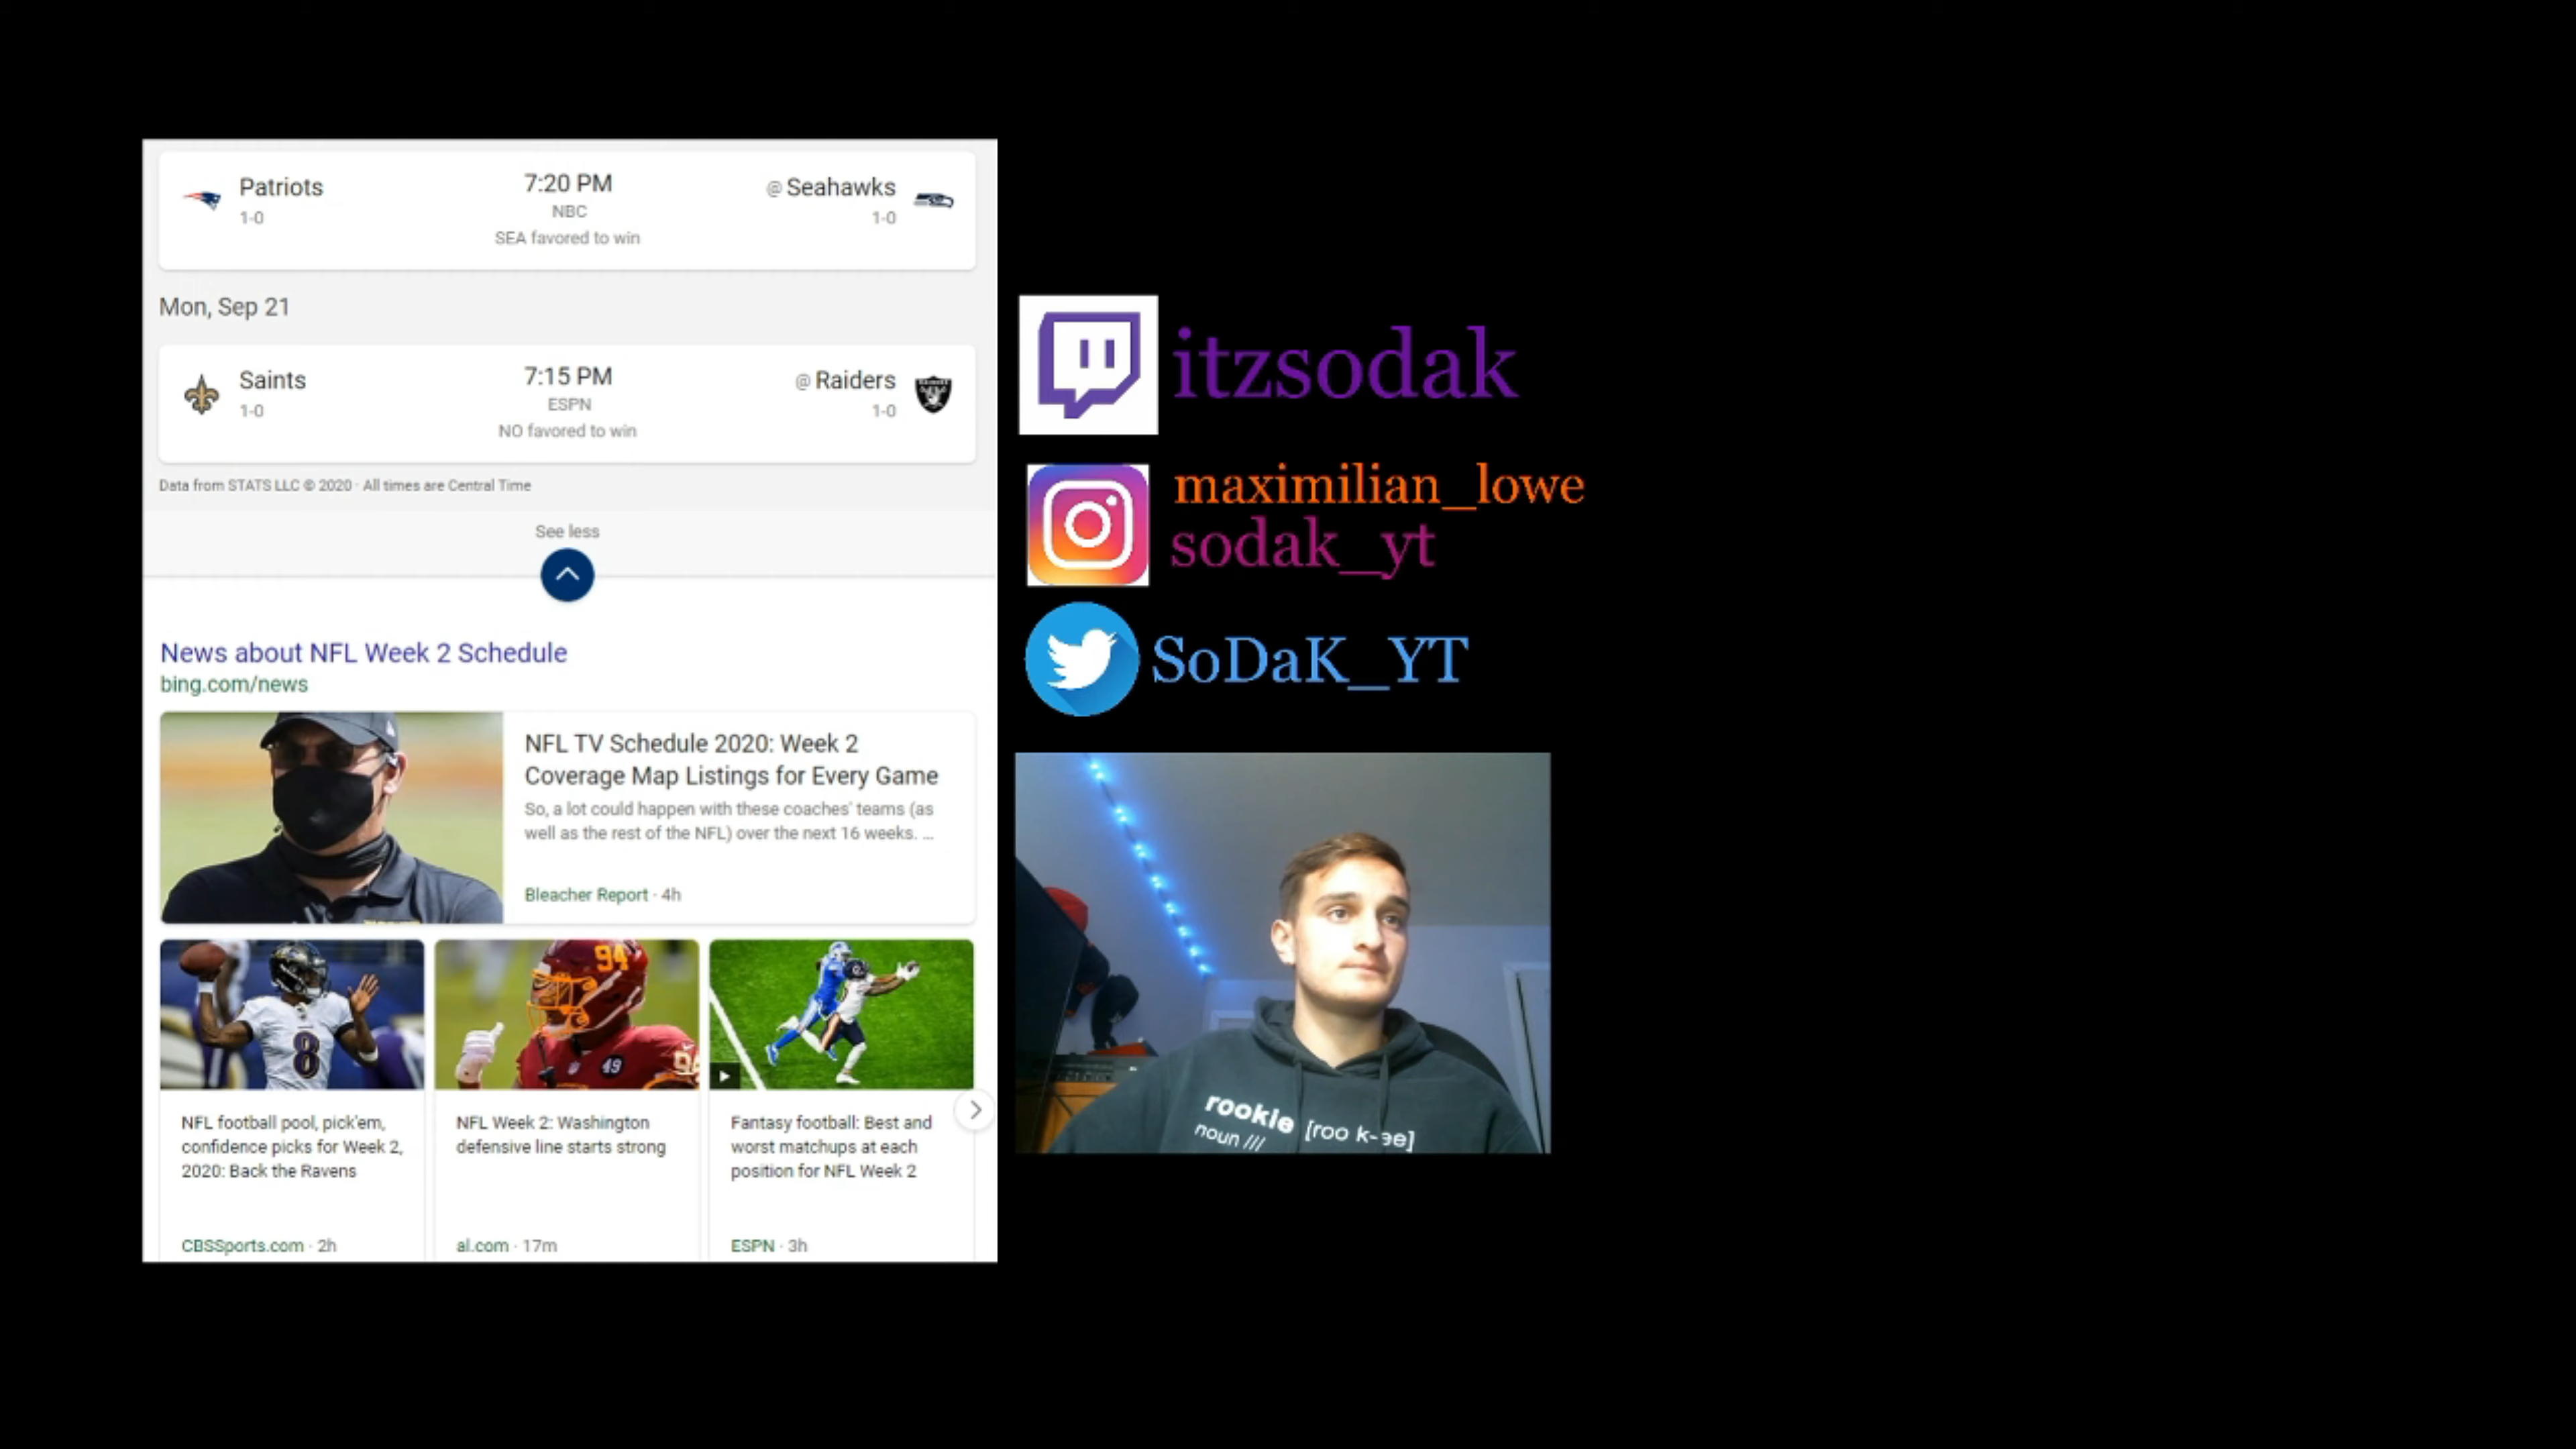 Patriots
1-0
7:20 PM
NBC
SEA favored to win
@ Seahawks
1-0
Mon, Sep 21
Saints
1-0
7:15 PM
ESPN
NO favored to win
@ Raiders
1-0
Data from STATS LLC © 2020 · All times are Central Time
See less
News about NFL Week 2 Schedule
bing.com/news
NFL TV Schedule 2020: Week 2
Coverage Map Listings for Every Game
So, a lot could happen with these coaches' teams (as
well as the rest of the NFL) over the next 16 weeks. ...
Bleacher Report · 4h
8
94
49
NFL football pool, pick'em,
confidence picks for Week 2,
2020: Back the Ravens
CBSSports.com · 2h
NFL Week 2: Washington
defensive line starts strong
al.com · 17m
Fantasy football: Best and
worst matchups at each
position for NFL Week 2
ESPN · 3h
itzsodak
maximilian_lowe
sodak_yt
SoDaK_YT
rookie [roo k-ee]
noun ///